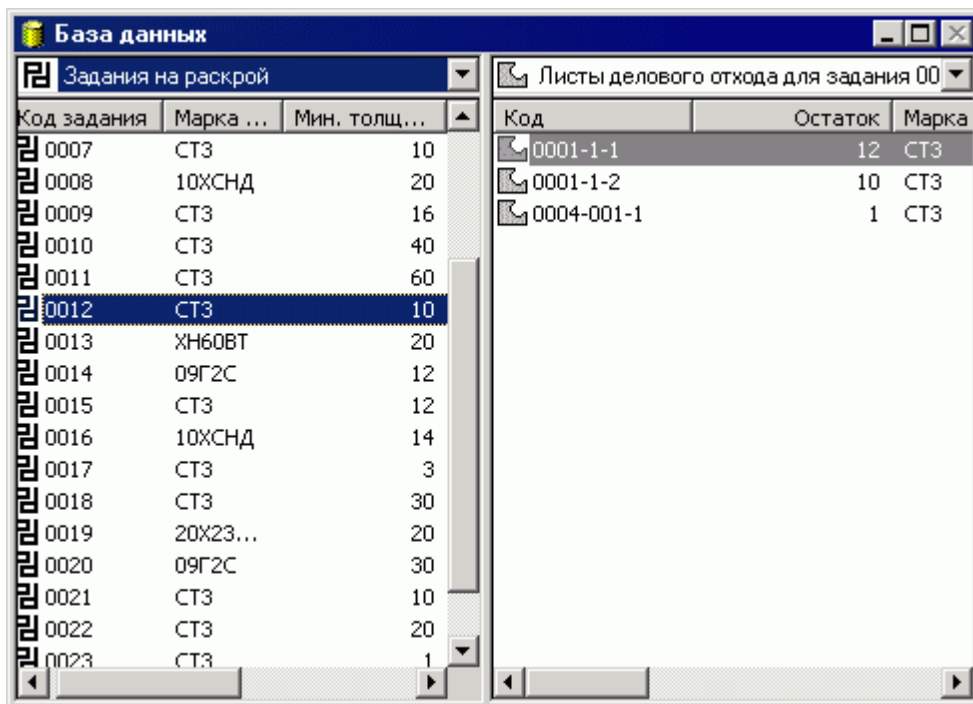 База данных
Задания на раскрой
Код задания Марка ... Мин. толщ...
0007 СТ3 10
0008 10ХСНД 20
0009 СТ3 16
0010 СТ3 40
0011 СТ3 60
0012 СТ3 10
0013 ХН60ВТ 20
0014 09Г2С 12
0015 СТ3 12
0016 10ХСНД 14
0017 СТ3 3
0018 СТ3 30
0019 20Х23... 20
0020 09Г2С 30
0021 СТ3 10
0022 СТ3 20
0023 СТ3 1
Листы делового отхода для задания 00
Код Остаток Марка
0001-1-1 12 СТ3
0001-1-2 10 СТ3
0004-001-1 1 СТ3